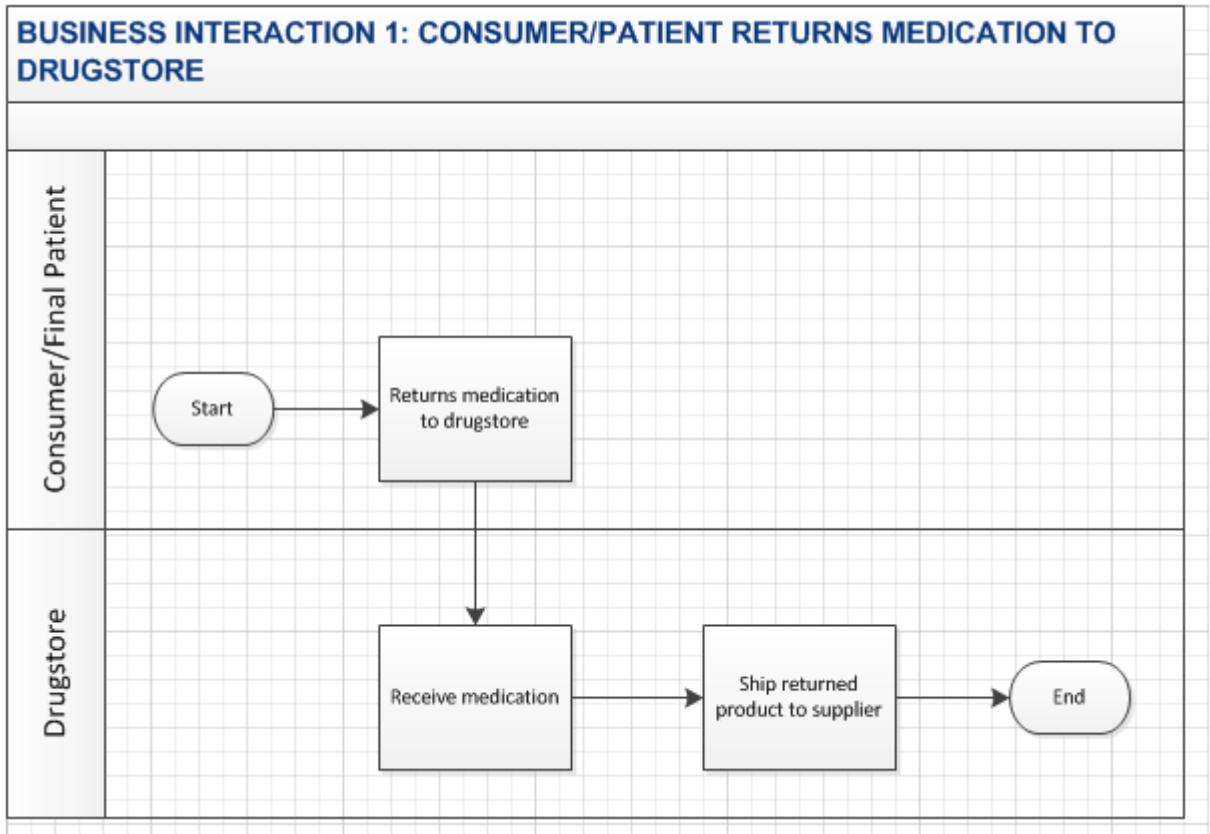 BUSINESS INTERACTION 1: CONSUMER/PATIENT RETURNS MEDICATION TO
DRUGSTORE
Consumer/Final Patient
Start
Returns medication
to drugstore
Drugstore
Receive medication
Ship returned
product to supplier
End